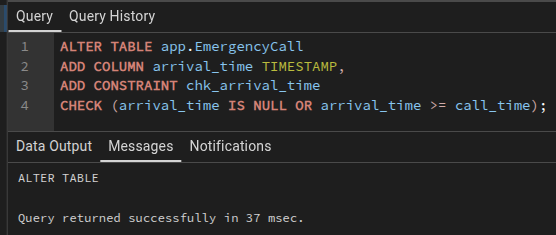 Query Query History
1 ALTER TABLE app.EmergencyCall
2 ADD COLUMN arrival_time TIMESTAMP,
3 ADD CONSTRAINT chk_arrival_time
4 CHECK (arrival_time IS NULL OR arrival_time >= call_time);
Data Output Messages Notifications
ALTER TABLE
Query returned successfully in 37 msec.